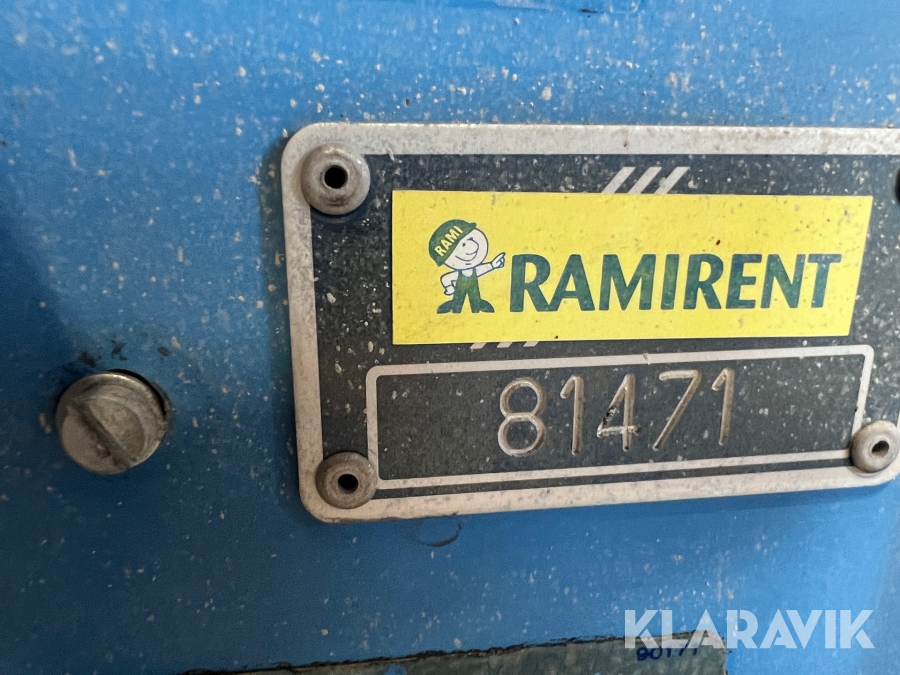 RAMI
RAMIRENT
81471
KLARAVIK